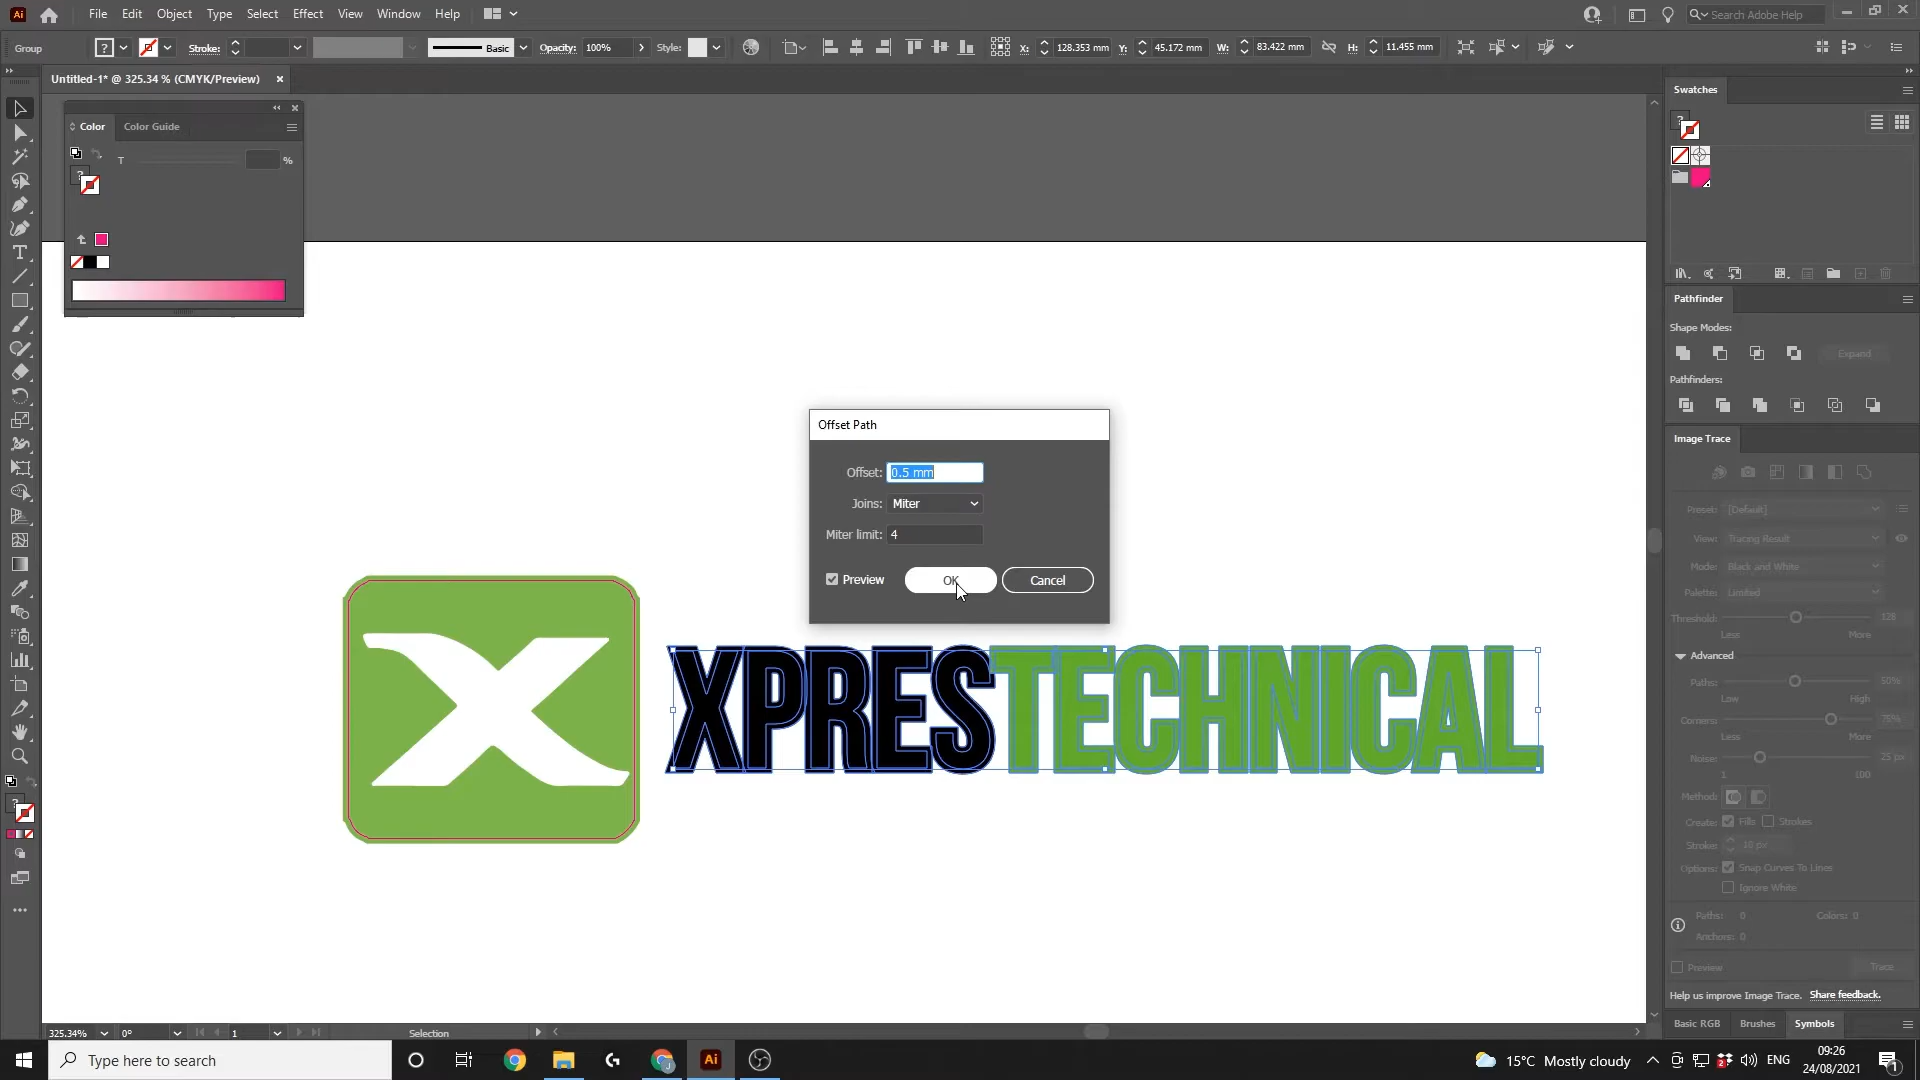 Ai File Edit Object Type Select Effect View Window Help Search Adobe Help
Group ? Stroke: Basic Opacity: 100% Style: X: 128.353 mm Y: 45.172 mm W: 83.422 mm H: 11.455 mm
Untitled-1* @ 325.34 % (CMYK/Preview)
Color Color Guide
T %
Swatches
Pathfinder
Shape Modes:
Expand
Pathfinders:
Image Trace
Preset: [Default]
View: Tracing Result
Mode: Black and White
Palette: Limited
Threshold: 128
Less More
Advanced
Paths: 50%
Low High
Corners: 75%
Less More
Noise: 25 px
1 100
Method:
Create: Fills Strokes
Stroke: 10 px
Options: Snap Curves To Lines
Ignore White
Paths: 0 Colors: 0
Anchors: 0
Preview Trace
Help us improve Image Trace. Share feedback.
Basic RGB Brushes Symbols
Offset Path
Offset: 0.5 mm
Joins: Miter
Miter limit: 4
Preview OK Cancel
X
XPRESTECHNICAL
325.34% 0° 1 Selection
Type here to search
Ai
15°C Mostly cloudy ENG
09:26
24/08/2021
1